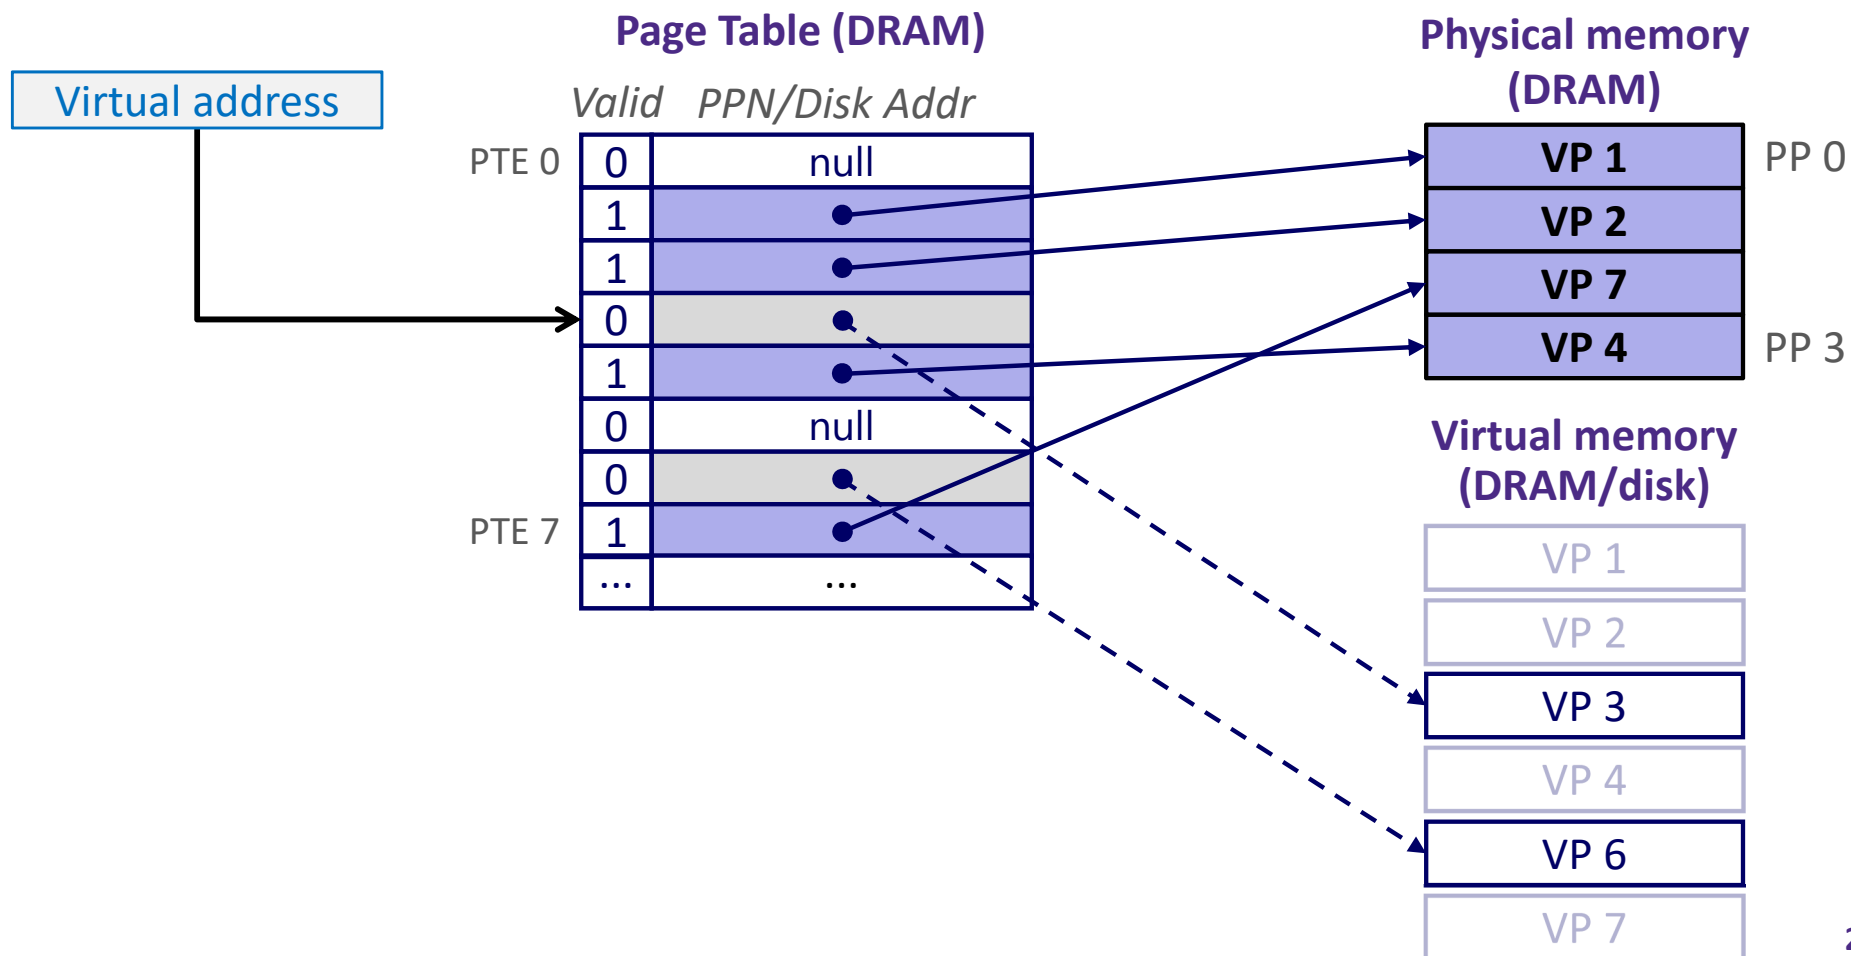 Page Table (DRAM)
Physical memory
(DRAM)
Virtual address
Valid PPN/Disk Addr
PTE 0 0 null
1
1
0
1
0 null
0
PTE 7 1
... ...
VP 1 PP 0
VP 2
VP 7
VP 4 PP 3
Virtual memory
(DRAM/disk)
VP 1
VP 2
VP 3
VP 4
VP 6
VP 7
2